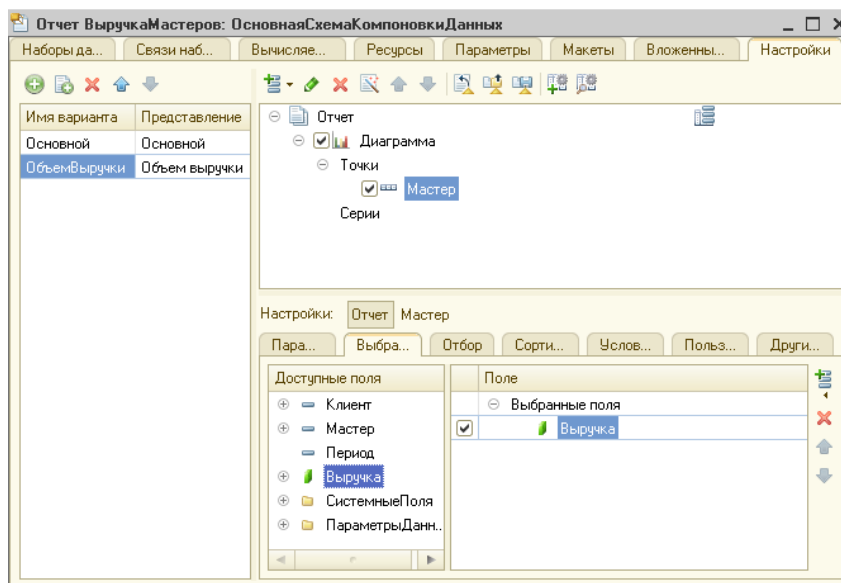 Отчет ВыручкаМастеров: ОсновнаяСхемаКомпоновкиДанных
Наборы да... Связи наб... Вычисляе... Ресурсы Параметры Макеты Вложенны... Настройки
Имя варианта Представление
Основной Основной
ОбъемВыручки Объем выручки
Отчет
Диаграмма
Точки
Мастер
Серии
Настройки: Отчет Мастер
Пара... Выбра... Отбор Сорти... Услов... Польз... Други...
Доступные поля
Клиент
Мастер
Период
Выручка
СистемныеПоля
ПараметрыДанн..
Поле
Выбранные поля
Выручка